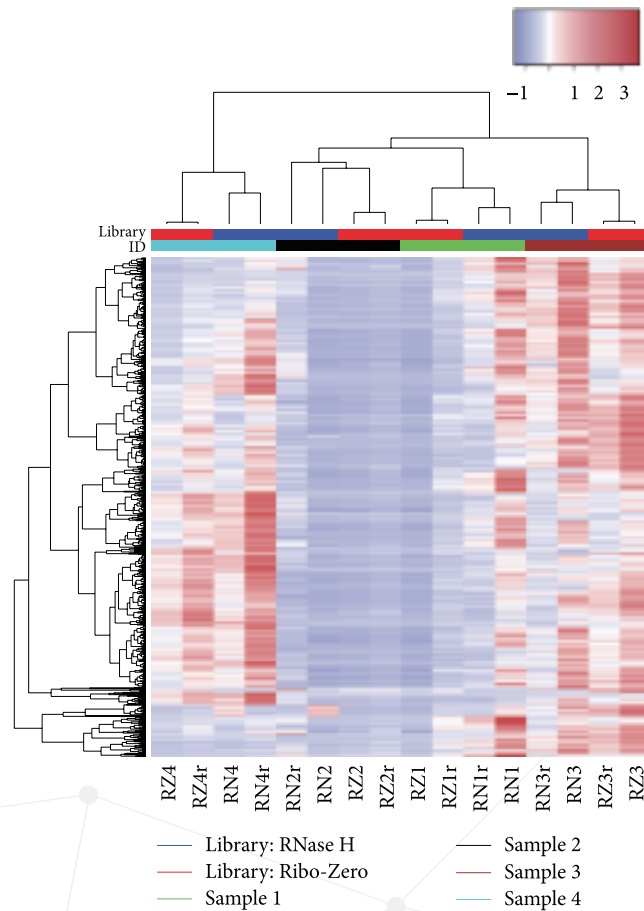 −1 1 2 3
Library
ID
RZ4 RZ4r RN4 RN4r RN2r RN2 RZ2 RZ2r RZ1 RZ1r RN1r RN1 RN3r RN3 RZ3r RZ3
Library: RNase H
Library: Ribo-Zero
Sample 1
Sample 2
Sample 3
Sample 4